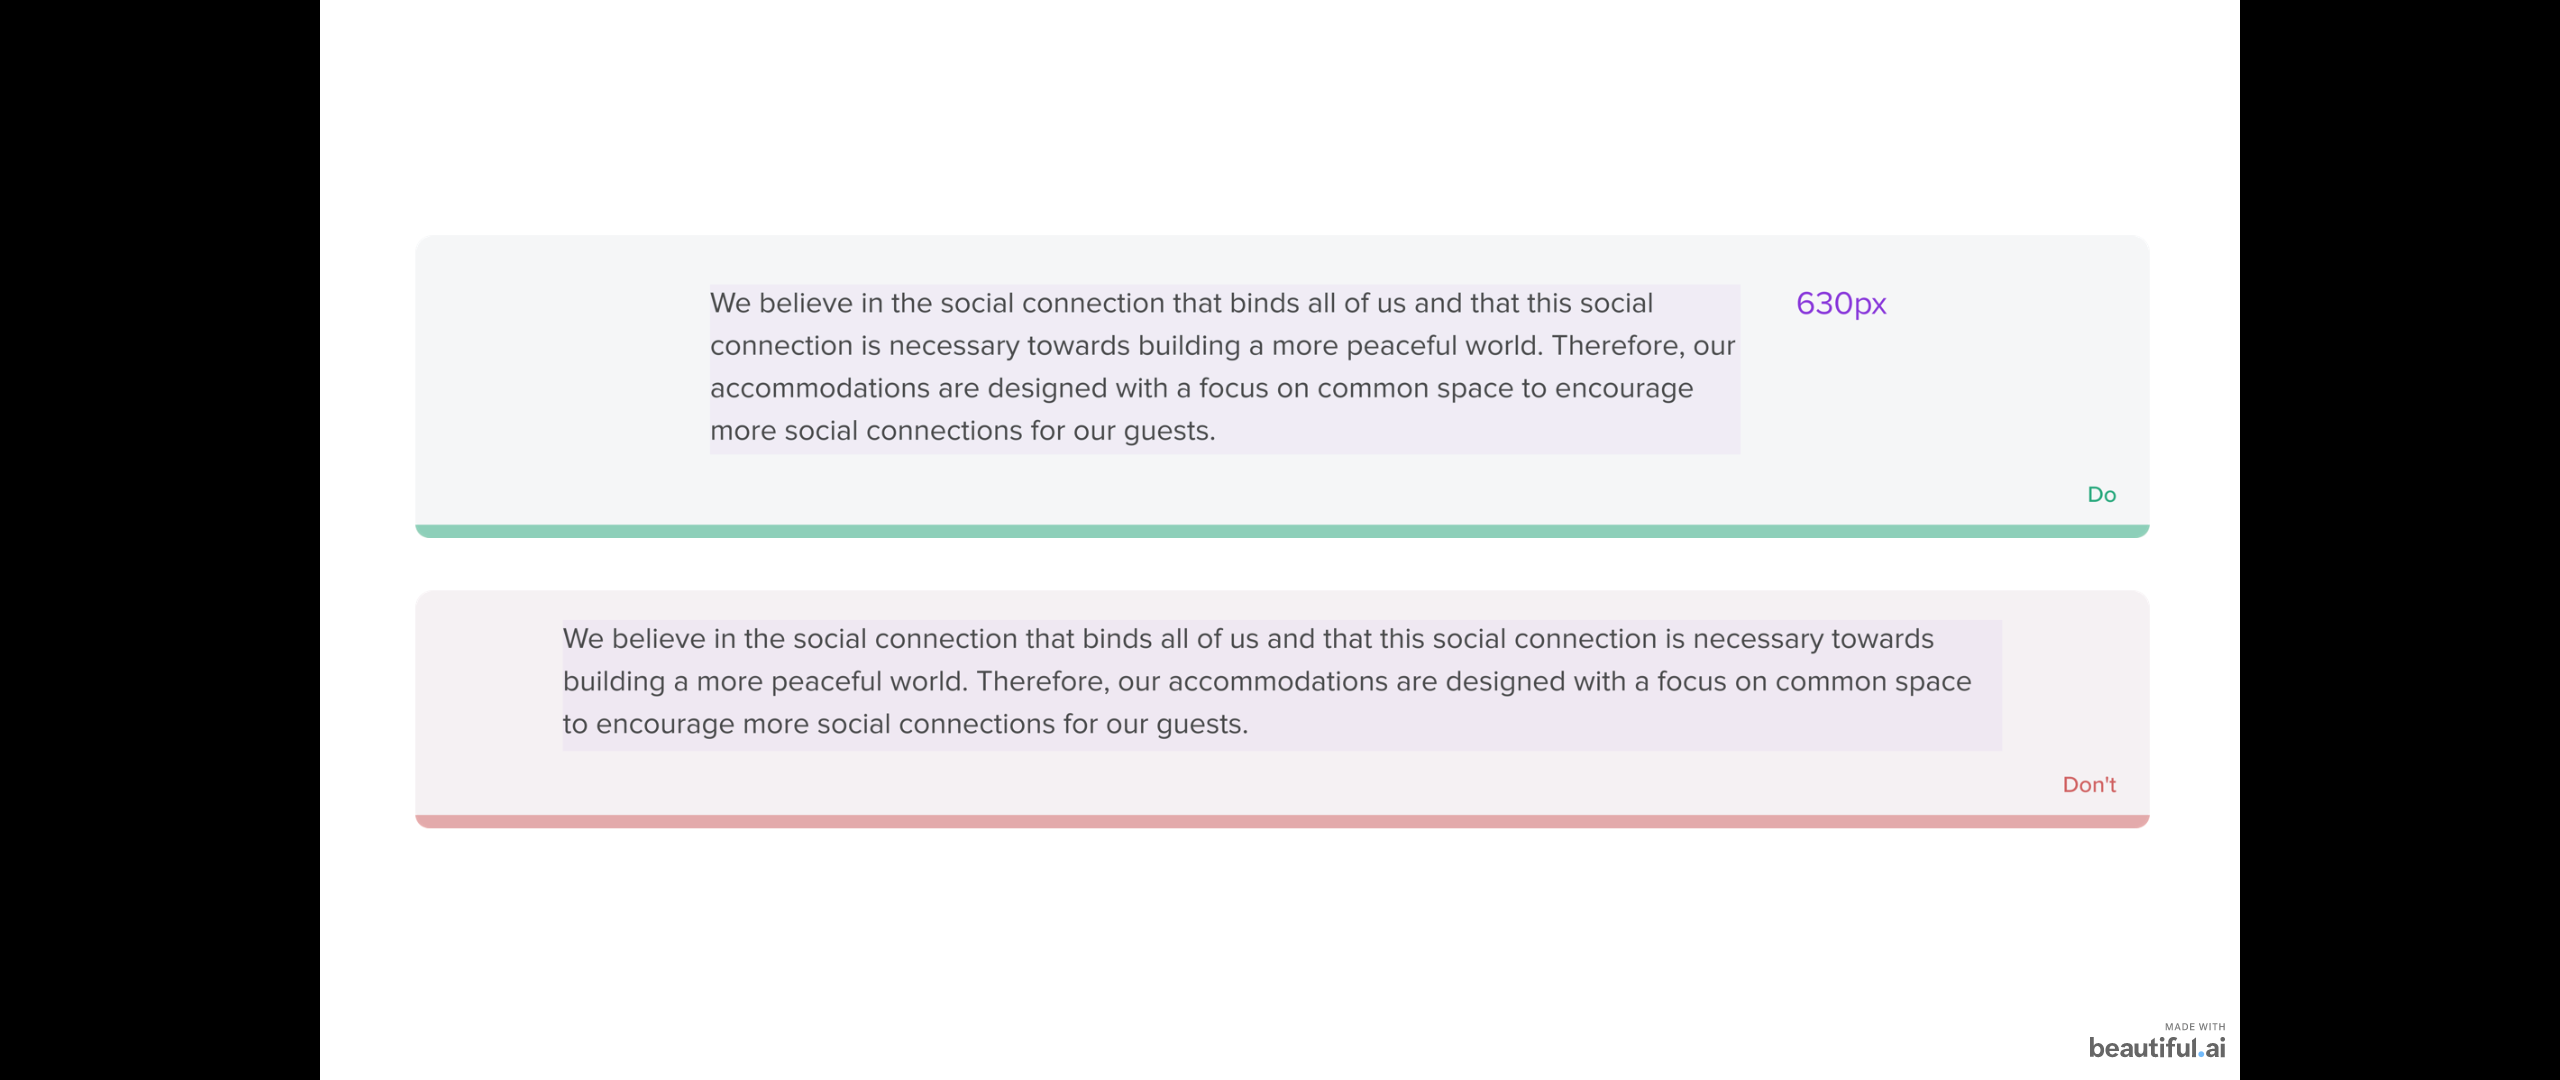 We believe in the social connection that binds all of us and that this social
630px
connection is necessary towards building a more peaceful world. Therefore, our
accommodations are designed with a focus on common space to encourage
more social connections for our guests.
Do
We believe in the social connection that binds all of us and that this social connection is necessary towards
building a more peaceful world. Therefore, our accommodations are designed with a focus on common space
to encourage more social connections for our guests.
Don't
MADE WITH
beautiful.ai